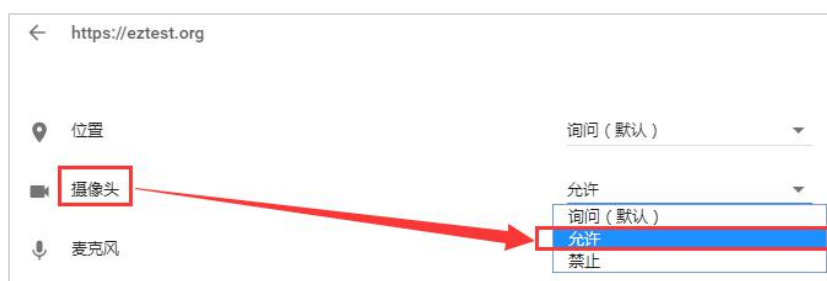 https://eztest.org
位置 询问（默认）
摄像头 允许
询问（默认）
允许
麦克风
禁止